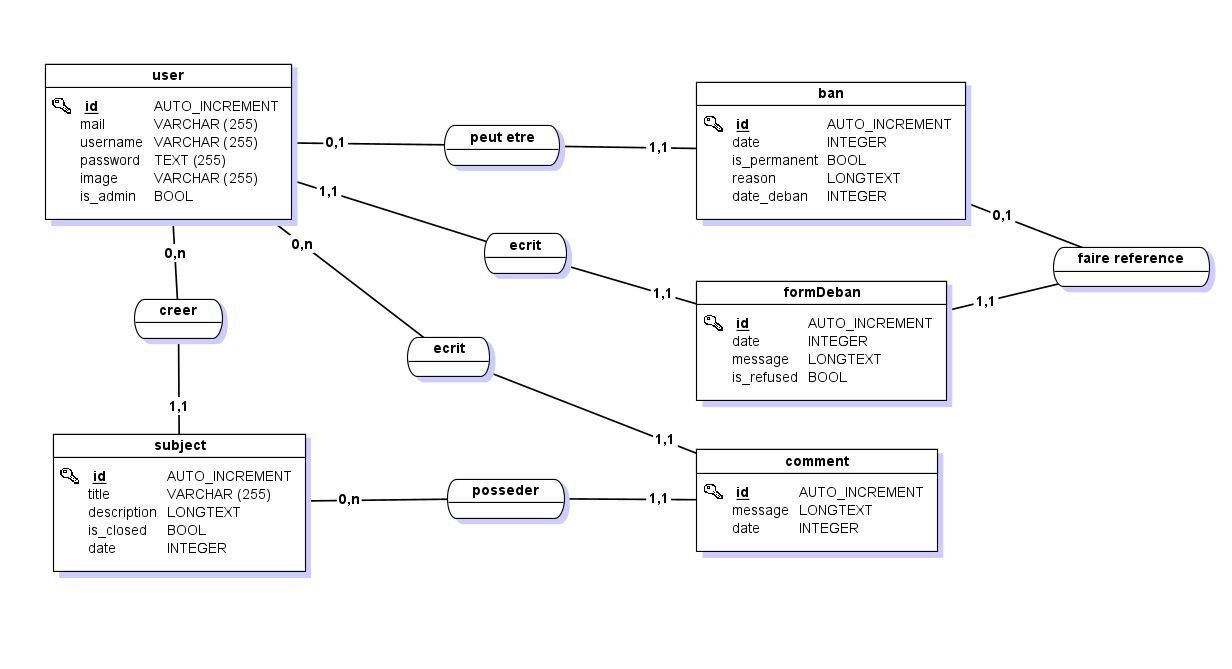 user
id AUTO_INCREMENT
mail VARCHAR (255)
username VARCHAR (255)
password TEXT (255)
image VARCHAR (255)
is_admin BOOL
0,1
peut etre
1,1
ban
id AUTO_INCREMENT
date INTEGER
is_permanent BOOL
reason LONGTEXT
date_deban INTEGER
1,1
ecrit
1,1
0,1
faire reference
1,1
formDeban
id AUTO_INCREMENT
date INTEGER
message LONGTEXT
is_refused BOOL
0,n
creer
1,1
0,n
ecrit
1,1
subject
id AUTO_INCREMENT
title VARCHAR (255)
description LONGTEXT
is_closed BOOL
date INTEGER
0,n
posseder
1,1
comment
id AUTO_INCREMENT
message LONGTEXT
date INTEGER